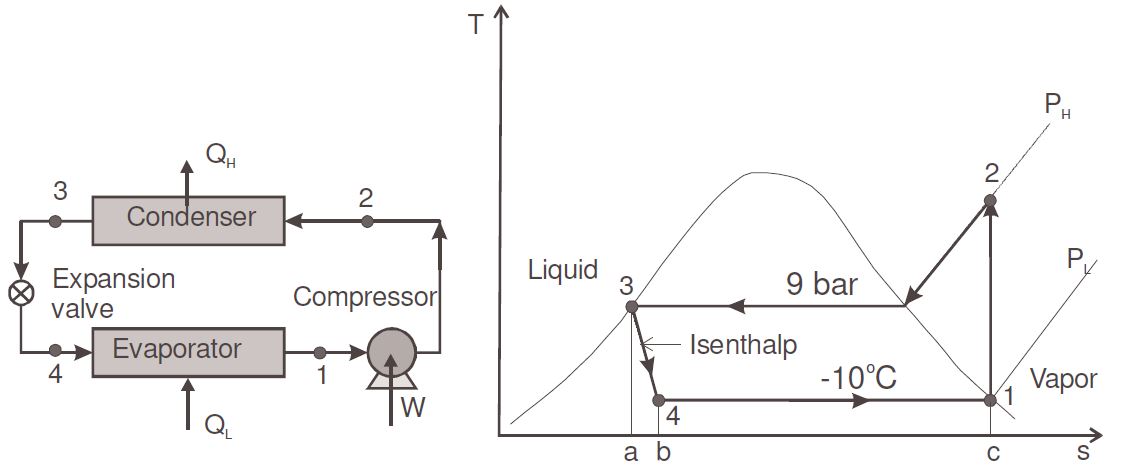 Q_H
3
2
Condenser
Expansion
valve
Compressor
Evaporator
4
1
W
Q_L
T
P_H
2
P_L
Liquid
3
9 bar
Isenthalp
-10°C
Vapor
1
4
a
b
c
s